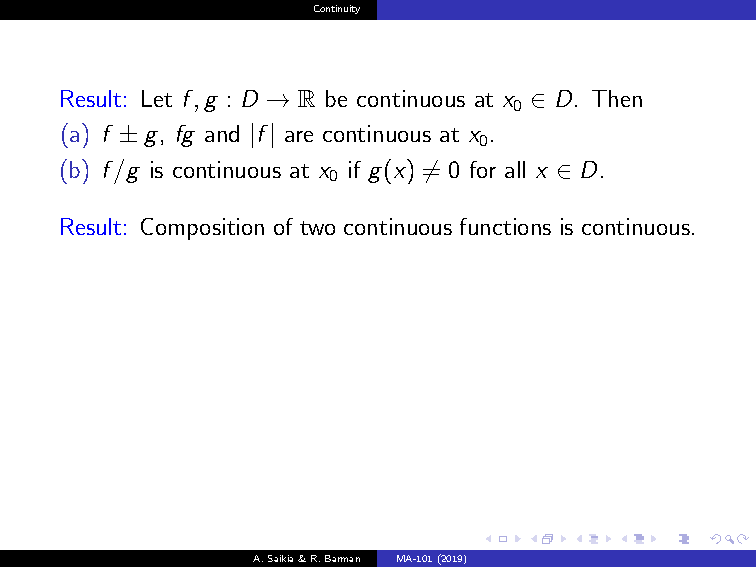 Continuity
Result: Let f, g : D → ℝ be continuous at x₀ ∈ D. Then
(a) f ± g, fg and |f| are continuous at x₀.
(b) f/g is continuous at x₀ if g(x) ≠ 0 for all x ∈ D.
Result: Composition of two continuous functions is continuous.
A. Saikia & R. Barman MA-101 (2019)